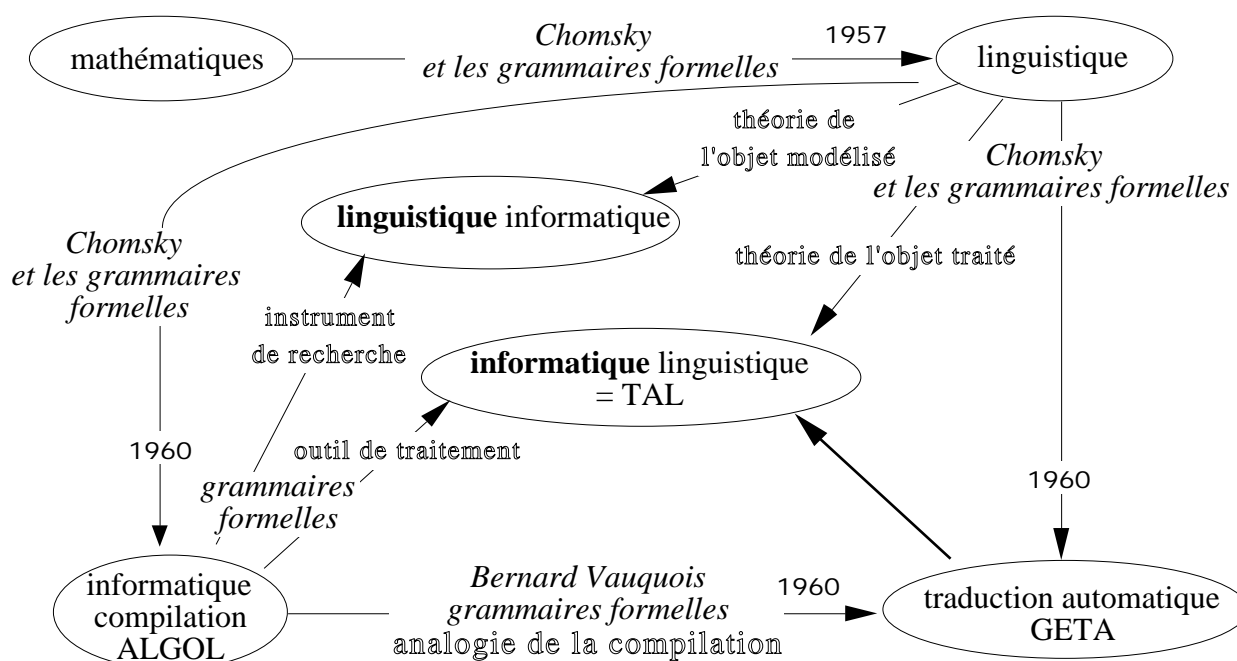 mathématiques
Chomsky
et les grammaires formelles
1957
linguistique
théorie de
l'objet modélisé
Chomsky
et les grammaires formelles
linguistique informatique
Chomsky
et les grammaires
formelles
théorie de l'objet traité
instrument
de recherche
informatique linguistique
= TAL
1960
outil de traitement
grammaires
formelles
1960
informatique
compilation
ALGOL
Bernard Vauquois
grammaires formelles
analogie de la compilation
1960
traduction automatique
GETA